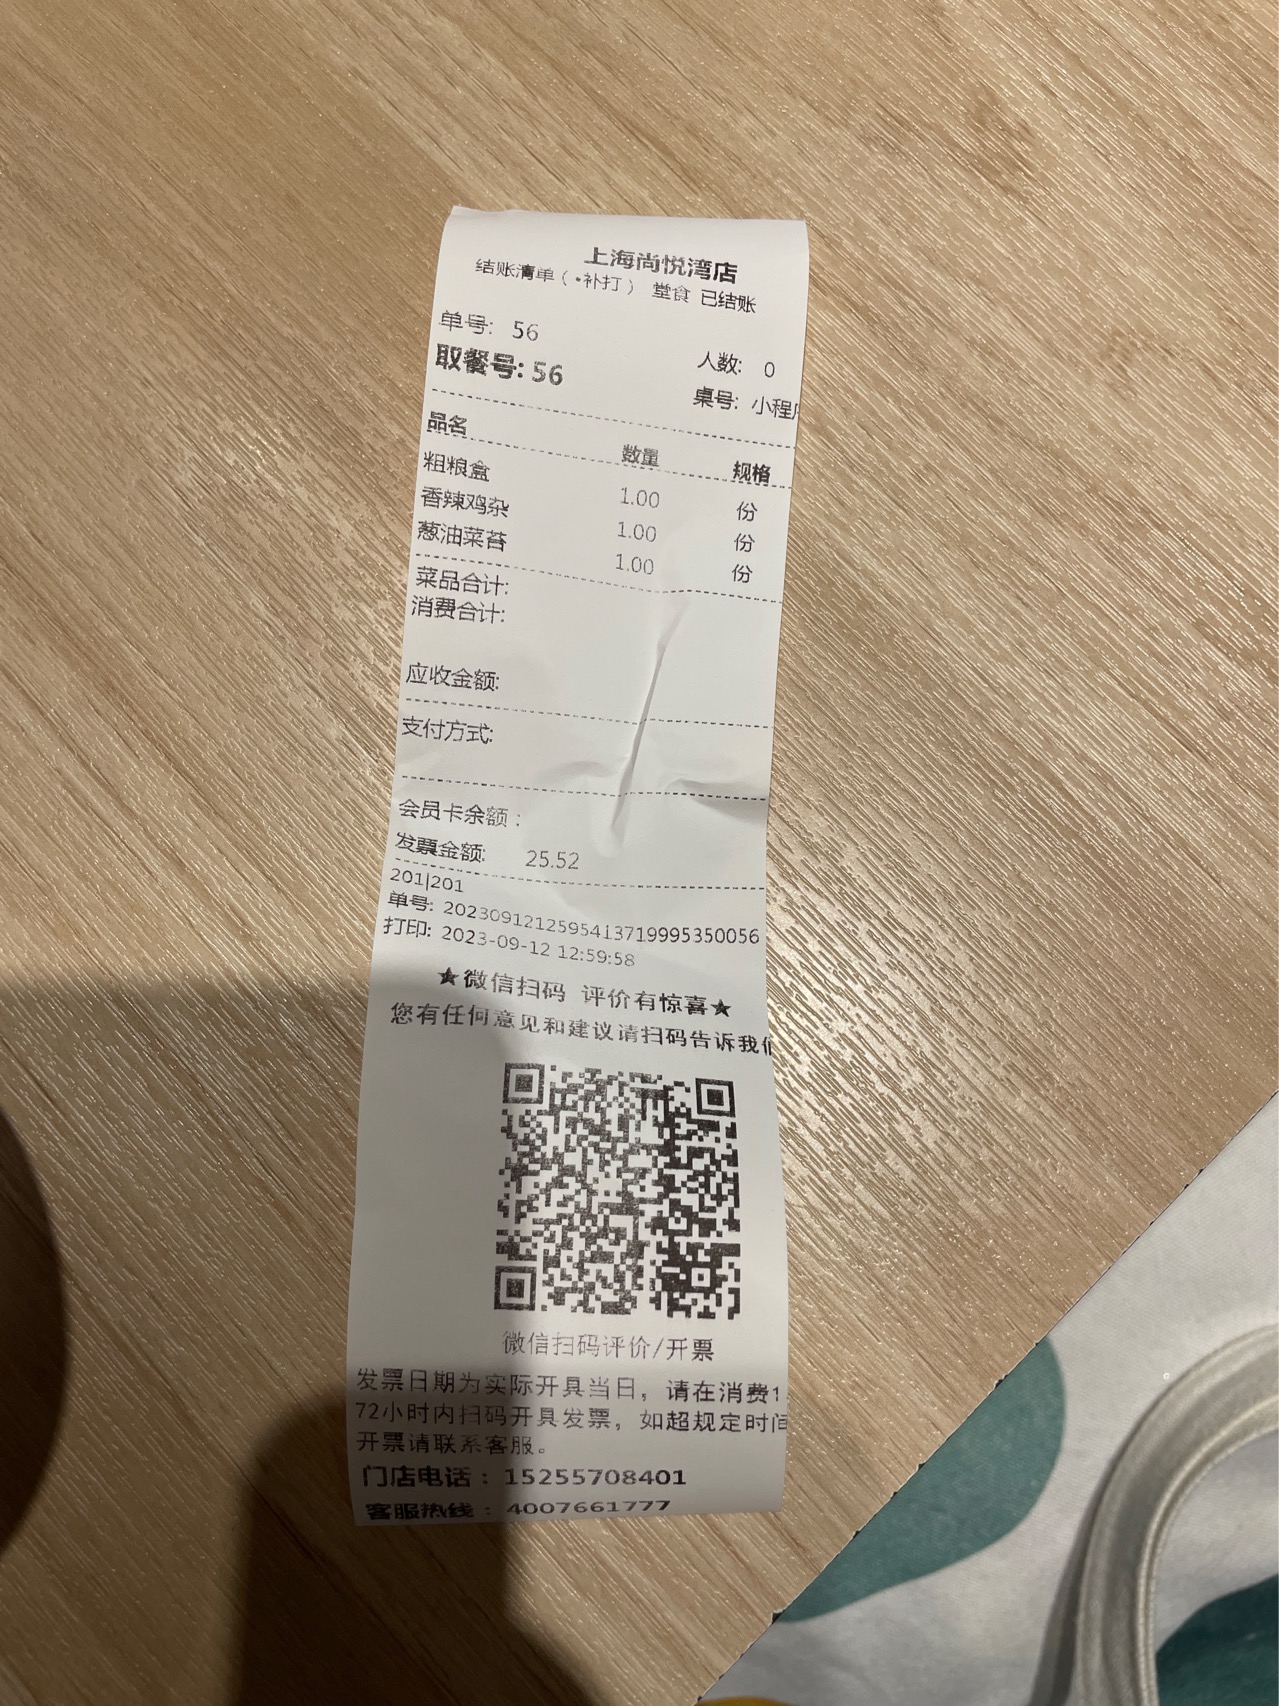 上海尚悦湾店
结账清单（*补打） 堂食 已结账
单号: 56 人数: 0
取餐号: 56 桌号: 小程
品名 数量 规格
粗粮盒 1.00 份
香辣鸡杂 1.00 份
葱油菜苔 1.00 份
菜品合计:
消费合计:
应收金额:
支付方式:
会员卡余额：
发票金额: 25.52
201|201
单号: 2023091212595413719995350056
打印: 2023-09-12 12:59:58
★微信扫码 评价有惊喜★
您有任何意见和建议请扫码告诉我
微信扫码评价/开票
发票日期为实际开具当日，请在消费1
72小时内扫码开具发票，如超规定时间
开票请联系客服。
门店电话：15255708401
客服热线：4007661777